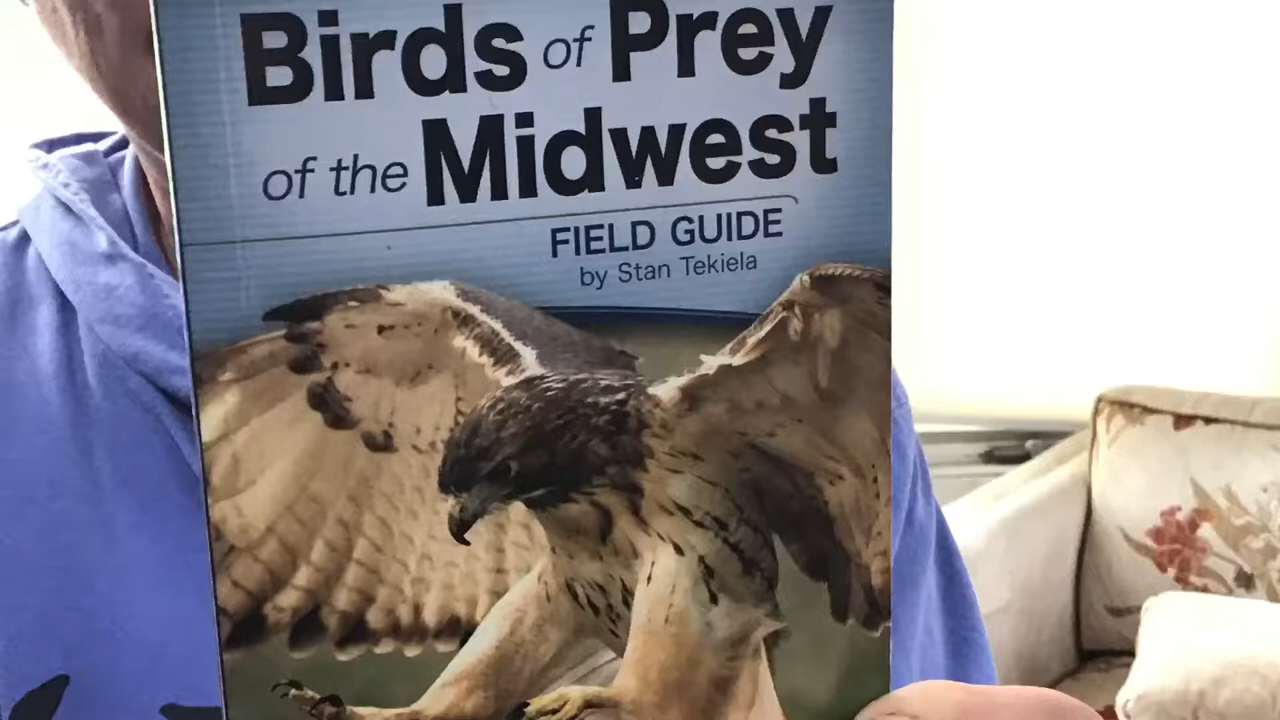 Birds of Prey
of the Midwest
FIELD GUIDE
by Stan Tekiela